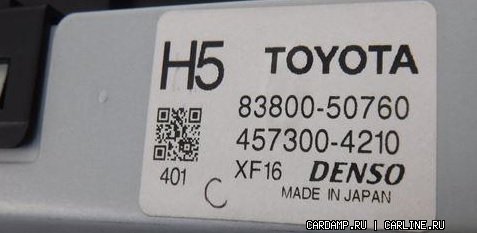 H5 TOYOTA
83800-50760
457300-4210
401 C XF16 DENSO
MADE IN JAPAN
CARDAMP.RU | CARLINE.RU